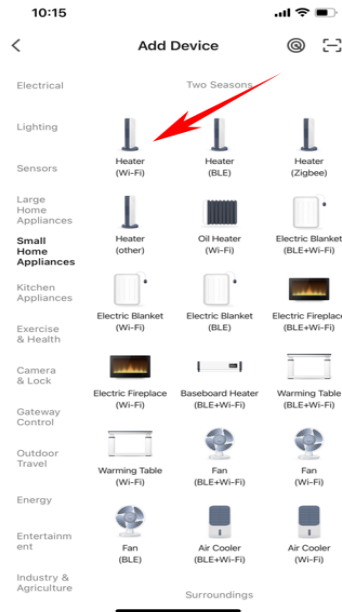 10:15
Add Device
Electrical
Lighting
Sensors
Large
Home
Appliances
Small
Home
Appliances
Kitchen
Appliances
Exercise
& Health
Camera
& Lock
Gateway
Control
Outdoor
Travel
Energy
Entertainm
ent
Industry &
Agriculture
Two Seasons
Heater
(Wi-Fi)
Heater
(BLE)
Heater
(Zigbee)
Heater
(other)
Oil Heater
(Wi-Fi)
Electric Blanket
(BLE+Wi-Fi)
Electric Blanket
(Wi-Fi)
Electric Blanket
(BLE)
Electric Fireplace
(BLE+Wi-Fi)
Electric Fireplace
(Wi-Fi)
Baseboard Heater
(BLE+Wi-Fi)
Warming Table
(BLE+Wi-Fi)
Warming Table
(Wi-Fi)
Fan
(BLE+Wi-Fi)
Fan
(Wi-Fi)
Fan
(BLE)
Air Cooler
(BLE+Wi-Fi)
Air Cooler
(Wi-Fi)
Surroundings